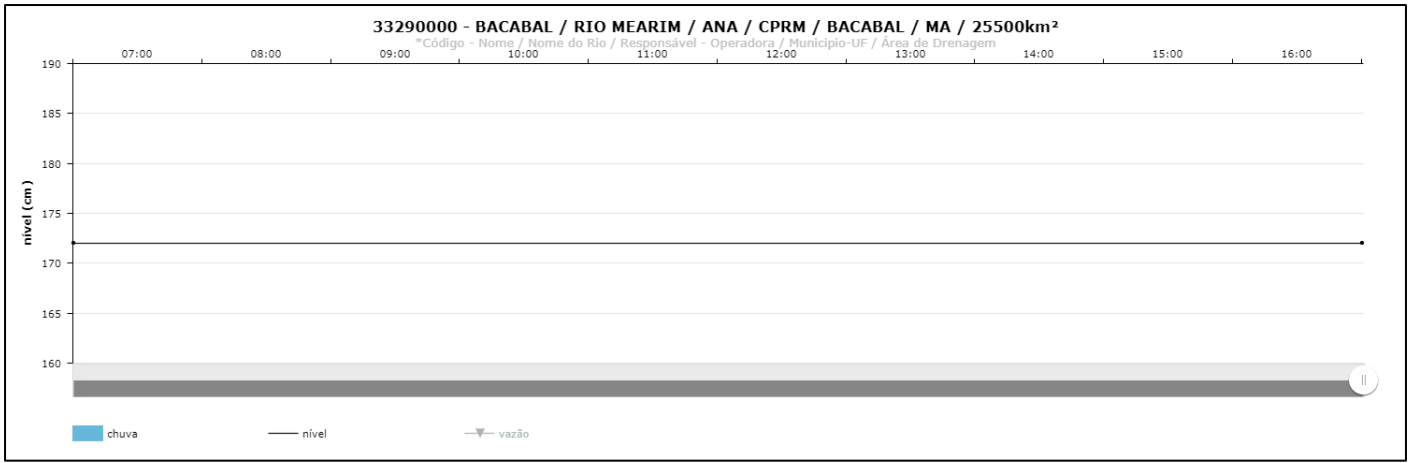 33290000 - BACABAL / RIO MEARIM / ANA / CPRM / BACABAL / MA / 25500km²
*Código - Nome / Nome do Rio / Responsável - Operadora / Municipio-UF / Área de Drenagem
07:00 08:00 09:00 10:00 11:00 12:00 13:00 14:00 15:00 16:00
190
185
180
175
170
165
160
nível (cm)
chuva nível vazão